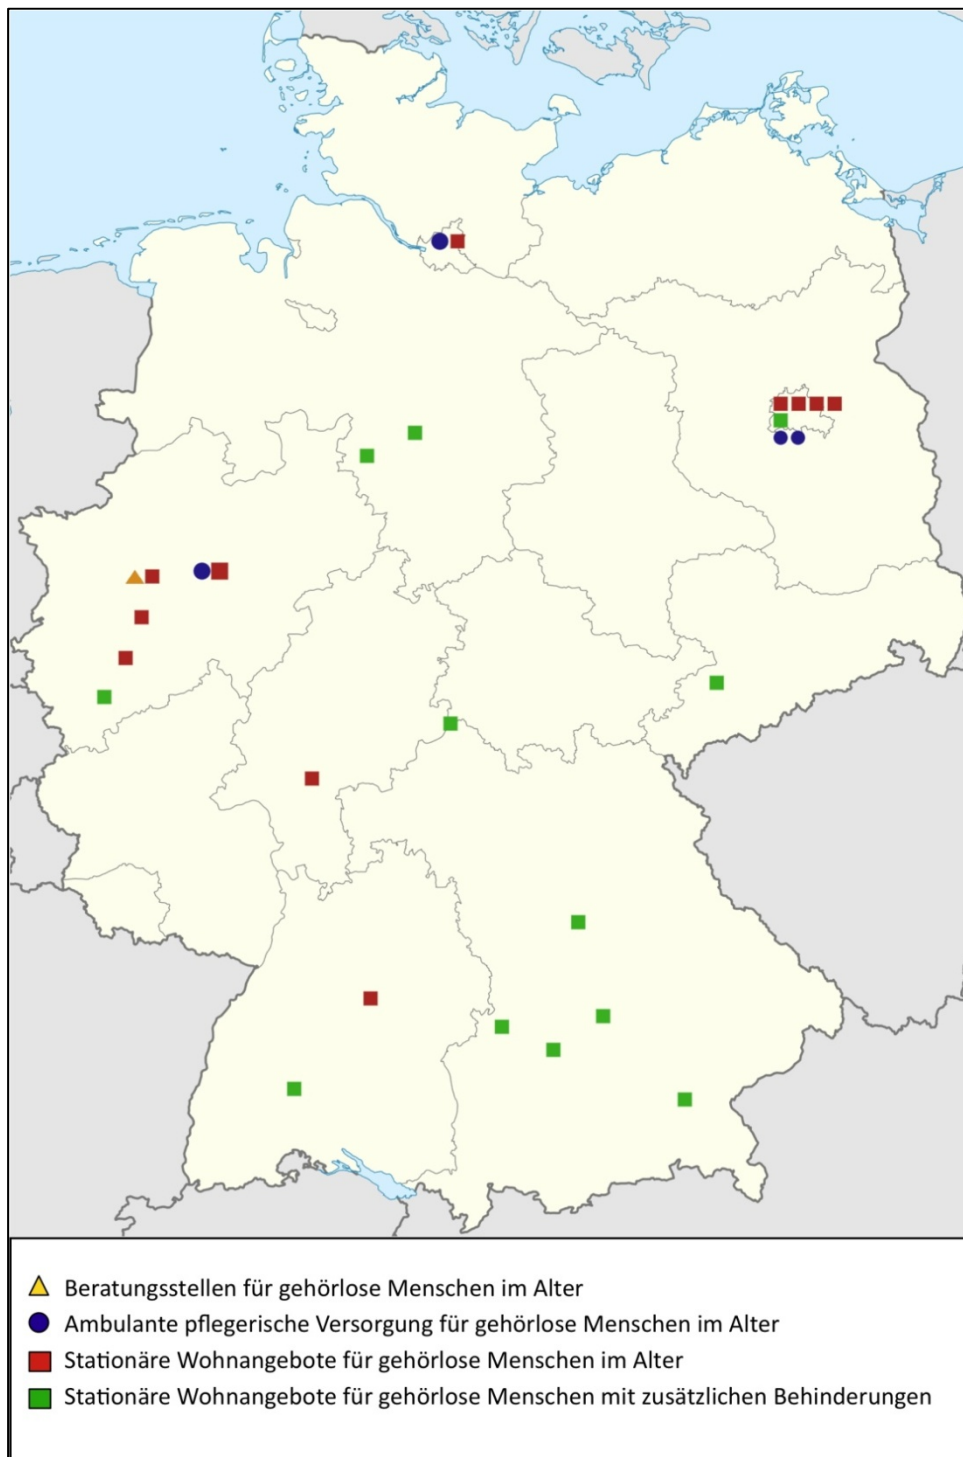 Beratungsstellen für gehörlose Menschen im Alter
Ambulante pflegerische Versorgung für gehörlose Menschen im Alter
Stationäre Wohnangebote für gehörlose Menschen im Alter
Stationäre Wohnangebote für gehörlose Menschen mit zusätzlichen Behinderungen